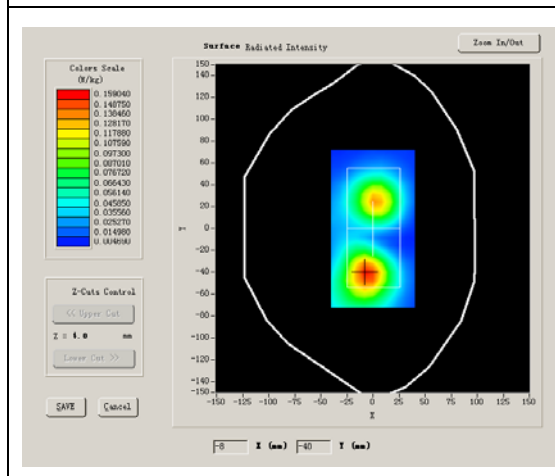 Surface Radiated Intensity
Zoom In/Out
Colors Scale
(W/kg)
0.159040
0.148750
0.138460
0.128170
0.117880
0.107590
0.097300
0.087010
0.076720
0.066430
0.056140
0.045850
0.035560
0.025270
0.014980
0.004690
150
140
120
100
80
60
40
20
0
-20
-40
-60
-80
-100
-120
-140
-150
Y
-150 -125 -100 -75 -50 -25 0 25 50 75 100 125 150
X
Z-Cuts Control
<< Upper Cut
Z = 4.0 mm
Lower Cut >>
SAVE Cancel
-8 X (mm) -40 Y (mm)